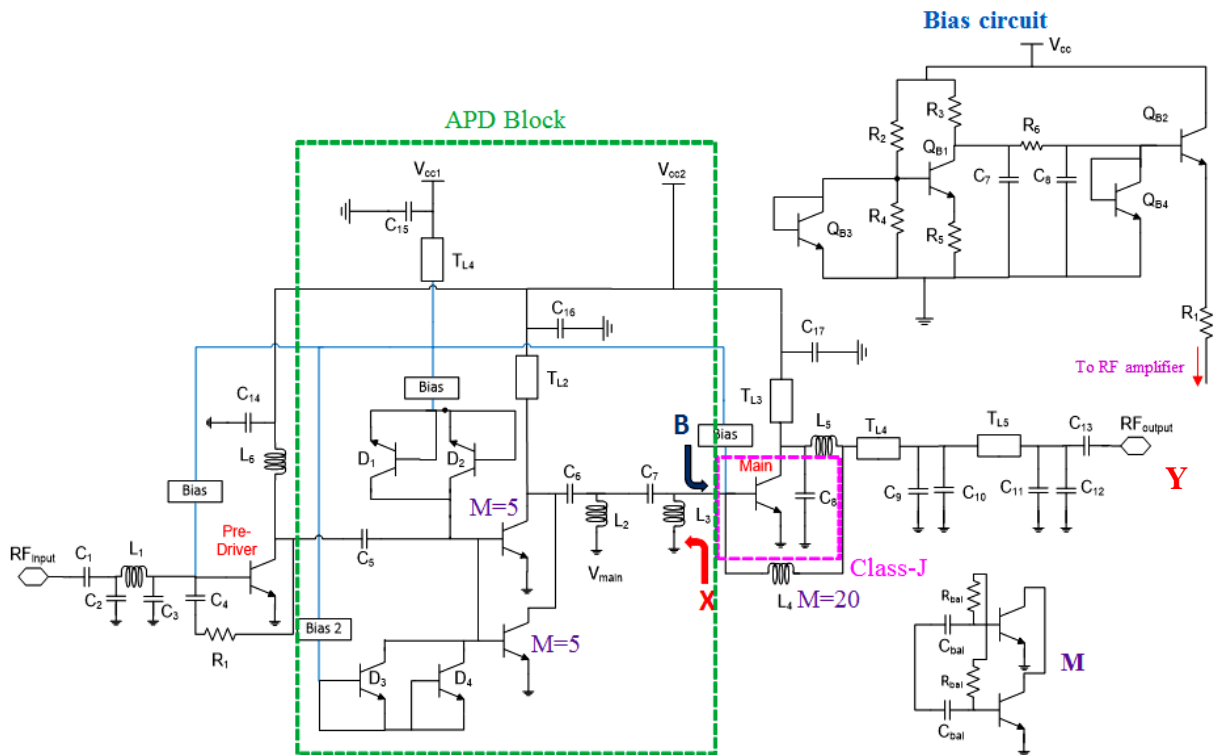 Bias circuit
Vcc
R3
R2
R6
QB2
QB1
C7
C8
R4
QB3
R5
QB4
R1
To RF amplifier
APD Block
Vcc1
Vcc2
C15
TL4
C16
C17
TL2
TL3
C14
Bias
L6
Bias
D1
D2
Bias
B
Main
L5
TL4
TL5
C13
RFoutput
Y
M=5
C6
C7
L2
L3
C8
C9
C10
C11
C12
Pre-
Driver
RFinput
C1
L1
C2
C3
C4
C5
R1
Vmain
X
Class-J
L4
M=20
Bias 2
M=5
D3
D4
Rbal
Cbal
M
Rbal
Cbal